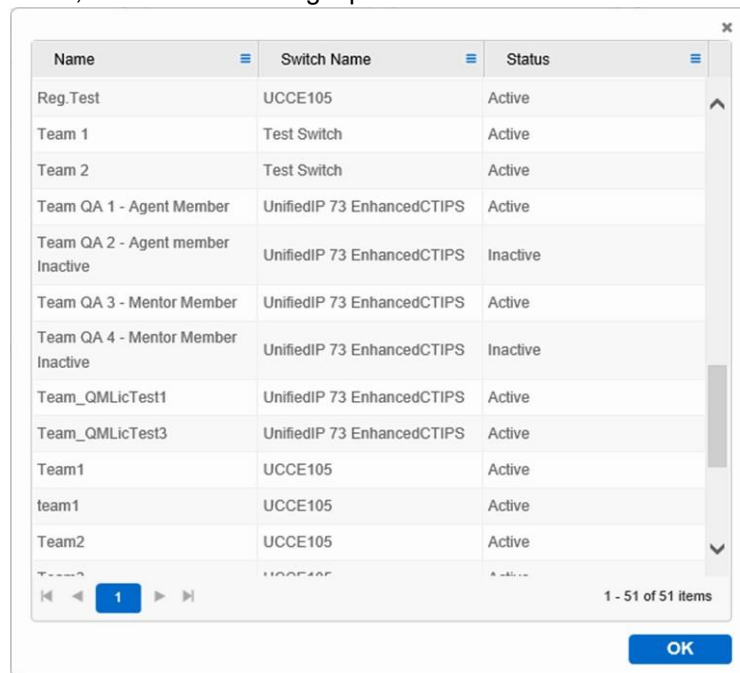 Name Switch Name Status
Reg.Test UCCE105 Active
Team 1 Test Switch Active
Team 2 Test Switch Active
Team QA 1 - Agent Member UnifiedIP 73 EnhancedCTIPS Active
Team QA 2 - Agent member
Inactive UnifiedIP 73 EnhancedCTIPS Inactive
Team QA 3 - Mentor Member UnifiedIP 73 EnhancedCTIPS Active
Team QA 4 - Mentor Member
Inactive UnifiedIP 73 EnhancedCTIPS Inactive
Team_QMLicTest1 UnifiedIP 73 EnhancedCTIPS Active
Team_QMLicTest3 UnifiedIP 73 EnhancedCTIPS Active
Team1 UCCE105 Active
team1 UCCE105 Active
Team2 UCCE105 Active
1 1 - 51 of 51 items
OK